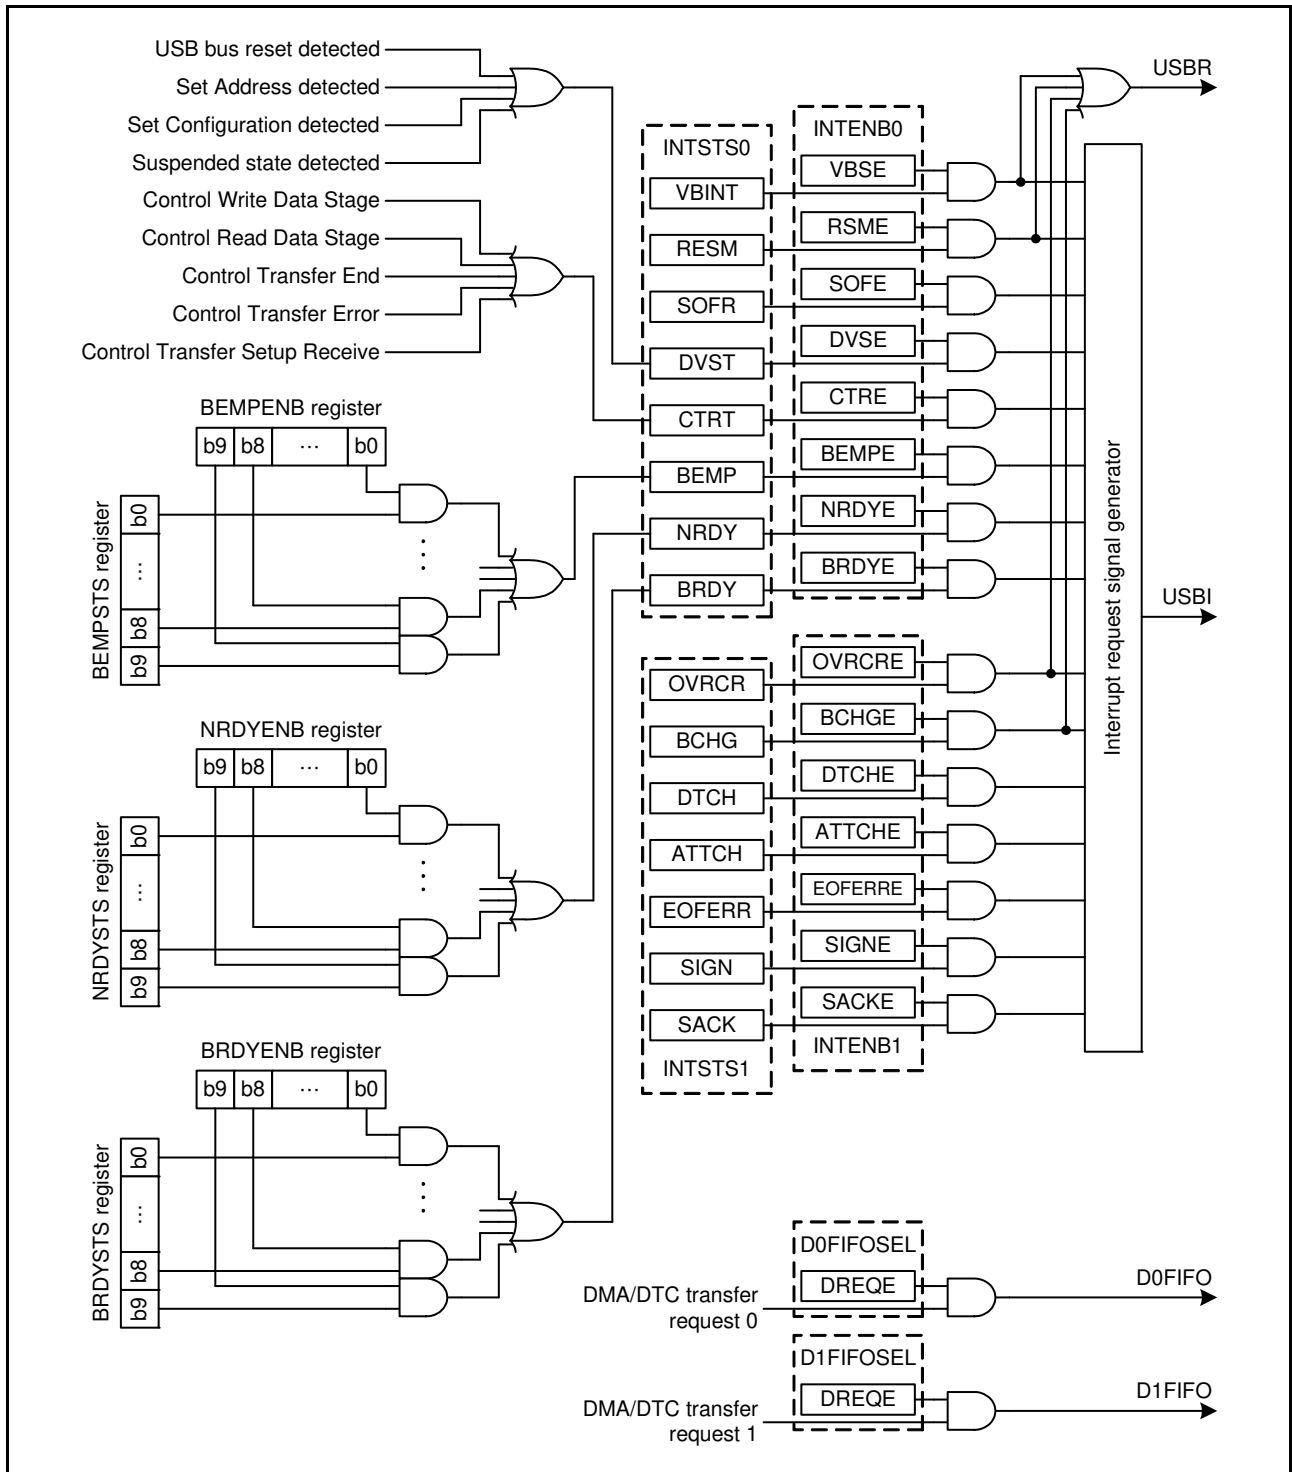 USB bus reset detected
Set Address detected
Set Configuration detected
Suspended state detected
Control Write Data Stage
Control Read Data Stage
Control Transfer End
Control Transfer Error
Control Transfer Setup Receive
BEMPENB register
b9 b8 ... b0
BEMPSTS register
b0
...
b8
b9
NRDYENB register
b9 b8 ... b0
NRDYSTS register
b0
...
b8
b9
BRDYENB register
b9 b8 ... b0
BRDYSTS register
b0
...
b8
b9
INTSTS0
VBINT
RESM
SOFR
DVST
CTRT
BEMP
NRDY
BRDY
INTENB0
VBSE
RSME
SOFE
DVSE
CTRE
BEMPE
NRDYE
BRDYE
OVRCR
BCHG
DTCH
ATTCH
EOFERR
SIGN
SACK
INTSTS1
OVRCRE
BCHGE
DTCHE
ATTCHE
EOFERRE
SIGNE
SACKE
INTENB1
Interrupt request signal generator
USBR
USBI
D0FIFOSEL
DREQE
DMA/DTC transfer
request 0
D0FIFO
D1FIFOSEL
DREQE
DMA/DTC transfer
request 1
D1FIFO